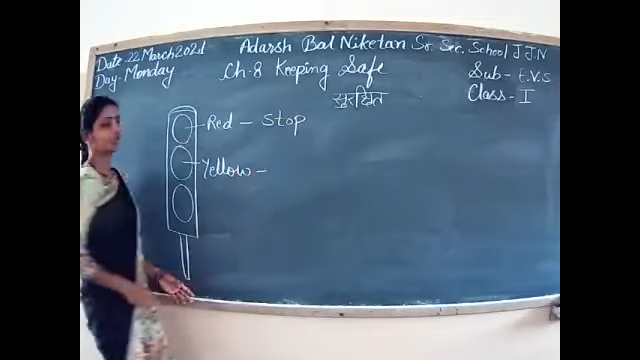 Date-22 March 2021
Day- Monday
Adarsh Bal Niketan Sr. Sec. School J J N
Ch-8 Keeping Safe
सुरक्षित
Sub- E.V.S
Class- I
Red - Stop
Yellow -